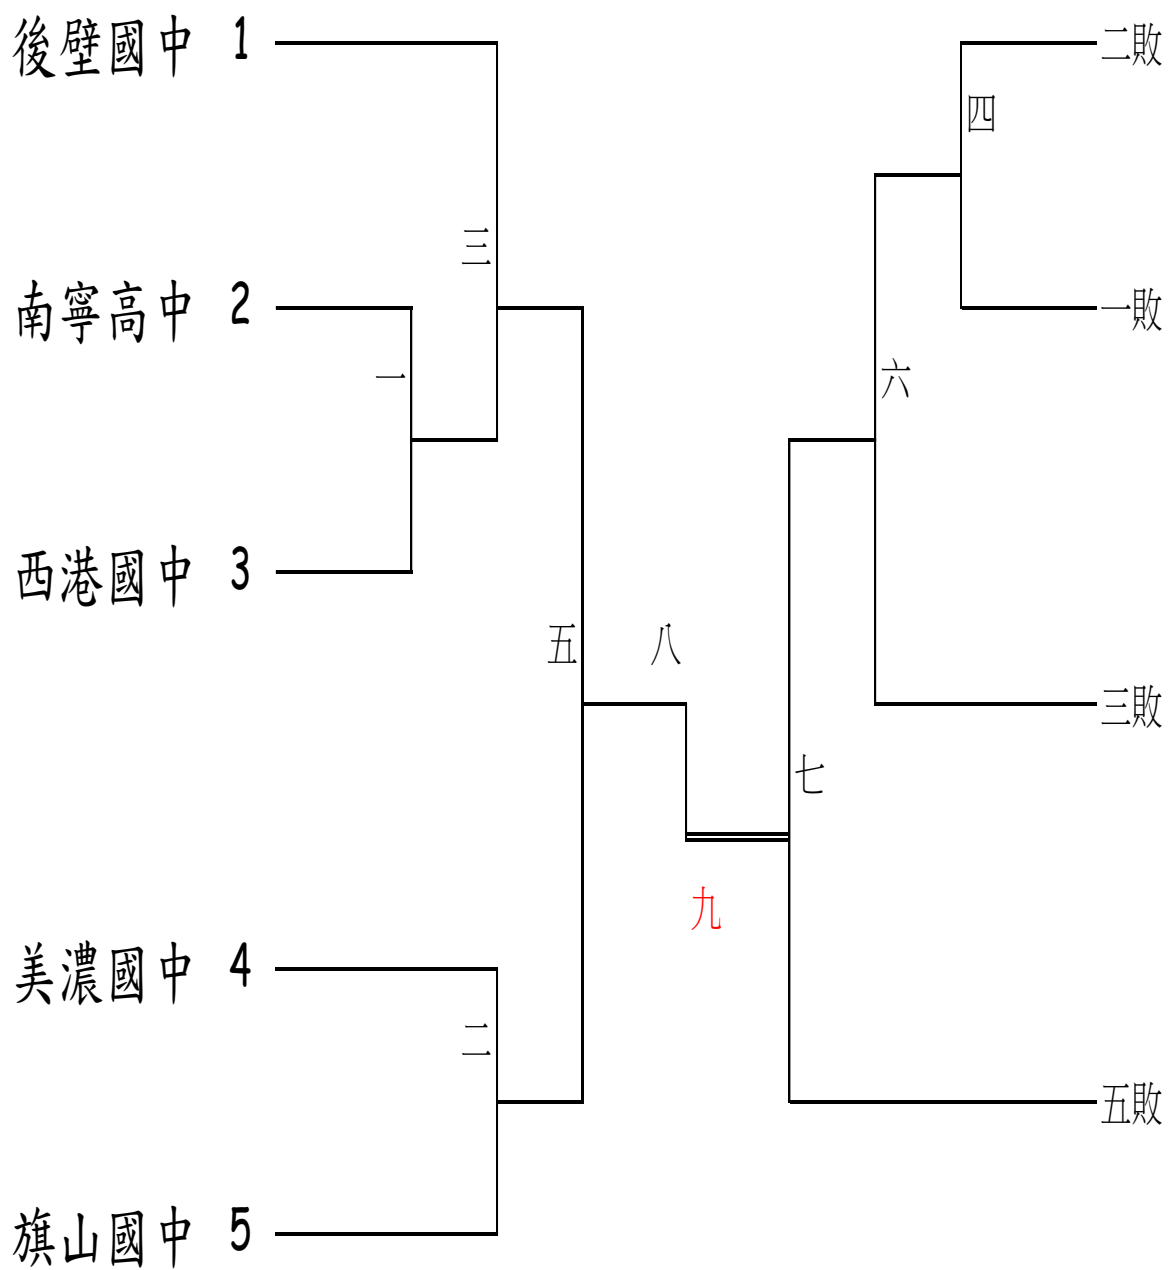 後壁國中 1
二敗
四
三
南寧高中 2
一敗
一
六
西港國中 3
五
八
三敗
七
九
美濃國中 4
二
五敗
旗山國中 5